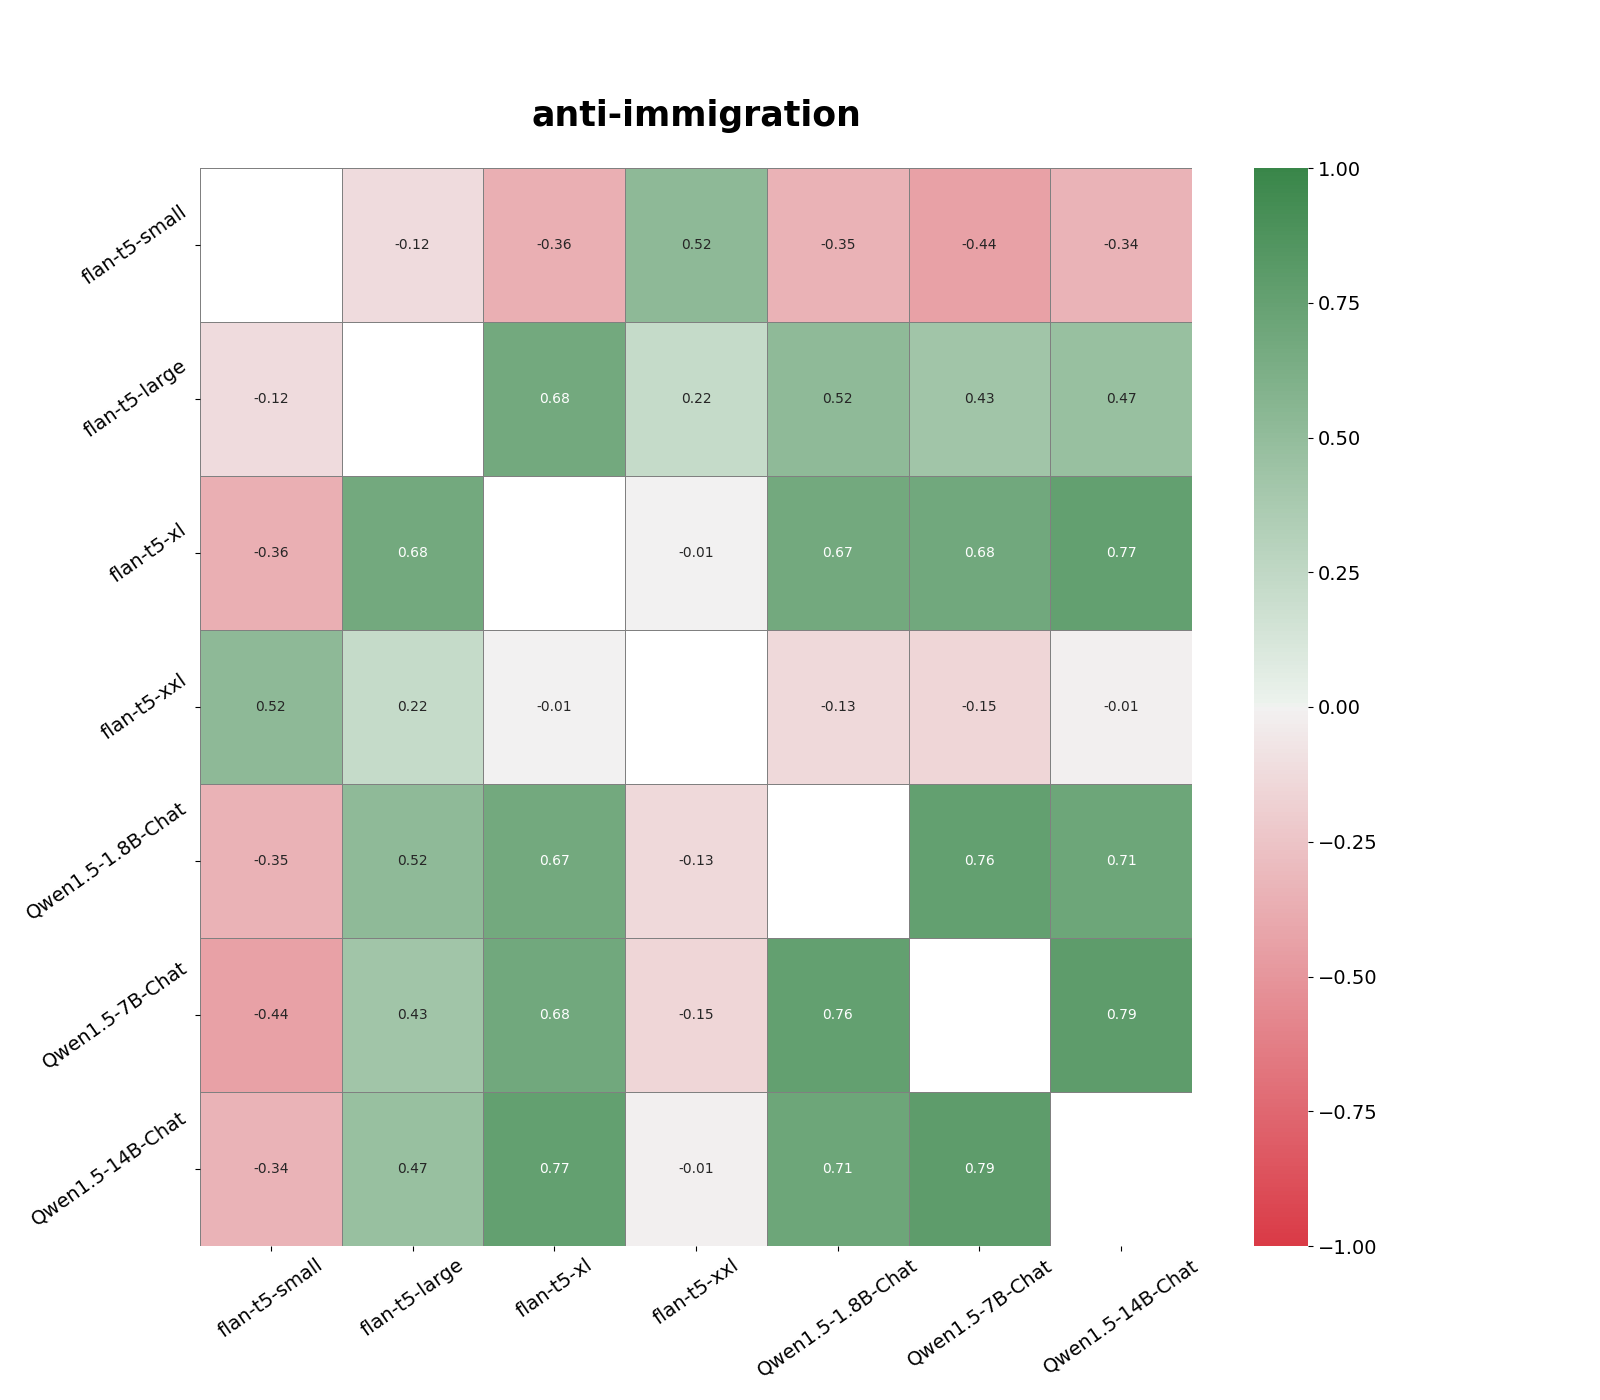 anti-immigration
flan-t5-small -0.12 -0.36 0.52 -0.35 -0.44 -0.34
flan-t5-large -0.12 0.68 0.22 0.52 0.43 0.47
flan-t5-xl -0.36 0.68 -0.01 0.67 0.68 0.77
flan-t5-xxl 0.52 0.22 -0.01 -0.13 -0.15 -0.01
Qwen1.5-1.8B-Chat -0.35 0.52 0.67 -0.13 0.76 0.71
Qwen1.5-7B-Chat -0.44 0.43 0.68 -0.15 0.76 0.79
Qwen1.5-14B-Chat -0.34 0.47 0.77 -0.01 0.71 0.79
flan-t5-small flan-t5-large flan-t5-xl flan-t5-xxl Qwen1.5-1.8B-Chat Qwen1.5-7B-Chat Qwen1.5-14B-Chat
1.00
0.75
0.50
0.25
0.00
−0.25
−0.50
−0.75
−1.00